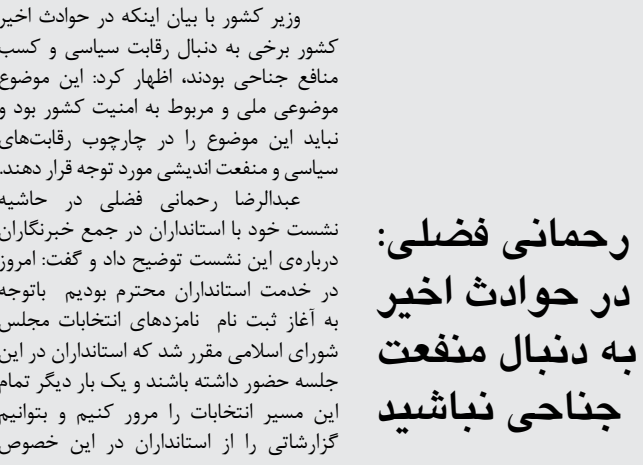 رحمانی فضلی:
در حوادث اخیر
به دنبال منفعت
جناحی نباشید
وزیر کشور با بیان اینکه در حوادث اخیر
کشور برخی به دنبال رقابت سیاسی و کسب
منافع جناحی بودند، اظهار کرد: این موضوع
موضوعی ملی و مربوط به امنیت کشور بود و
نباید این موضوع را در چارچوب رقابت‌های
سیاسی و منفعت اندیشی مورد توجه قرار دهند.
عبدالرضا رحمانی فضلی در حاشیه
نشست خود با استانداران در جمع خبرنگاران
درباره‌ی این نشست توضیح داد و گفت: امروز
در خدمت استانداران محترم بودیم باتوجه
به آغاز ثبت نام نامزدهای انتخابات مجلس
شورای اسلامی مقرر شد که استانداران در این
جلسه حضور داشته باشند و یک بار دیگر تمام
این مسیر انتخابات را مرور کنیم و بتوانیم
گزارشاتی را از استانداران در این خصوص